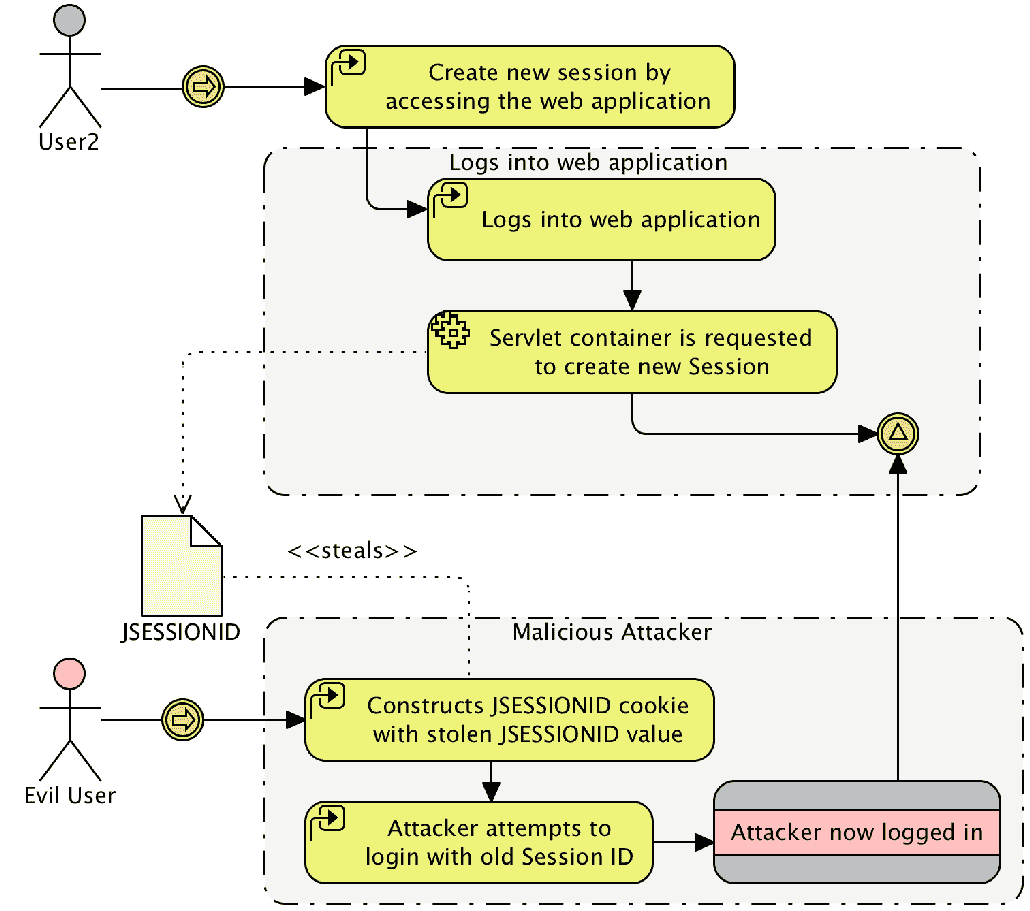 Create new session by
accessing the web application
User2
Logs into web application
Logs into web application
Servlet container is requested
to create new Session
<<steals>>
JSESSIONID
Malicious Attacker
Constructs JSESSIONID cookie
with stolen JSESSIONID value
Evil User
Attacker attempts to
login with old Session ID
Attacker now logged in